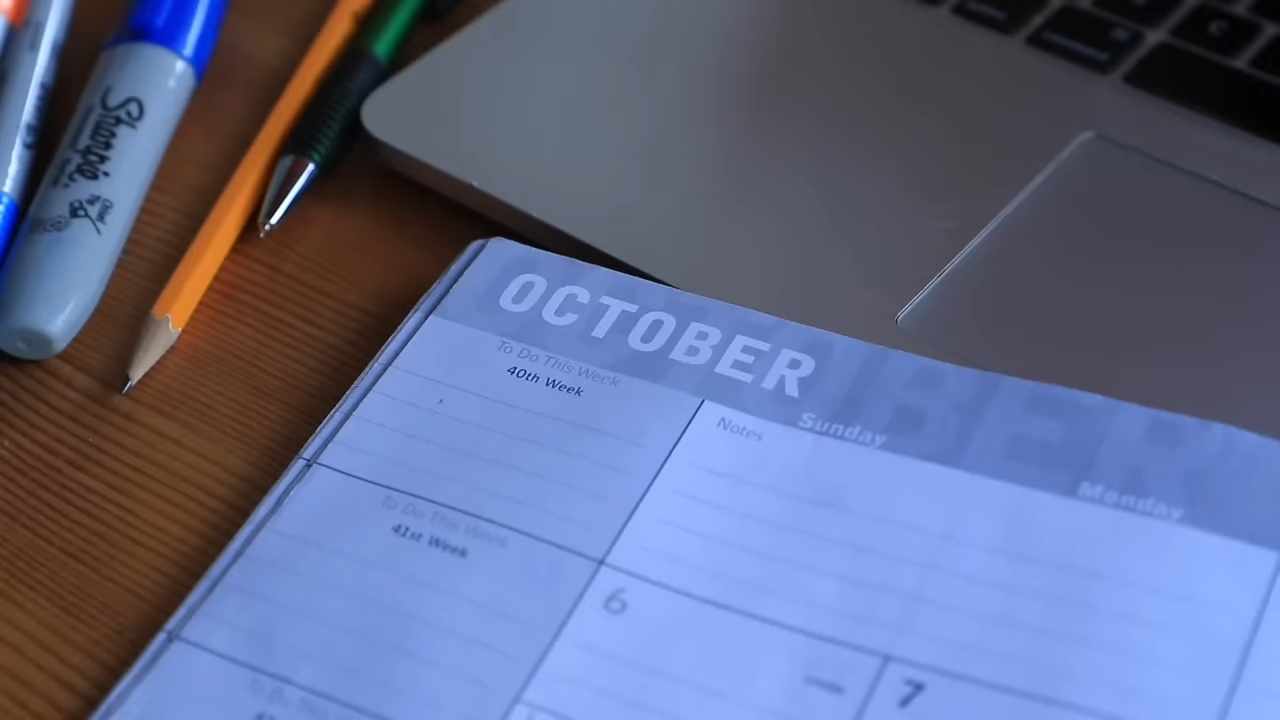 Sharpie.
OCTOBER
To Do This Week
40th Week
Sunday
Notes
Monday
To Do This Week
41st Week
6
7